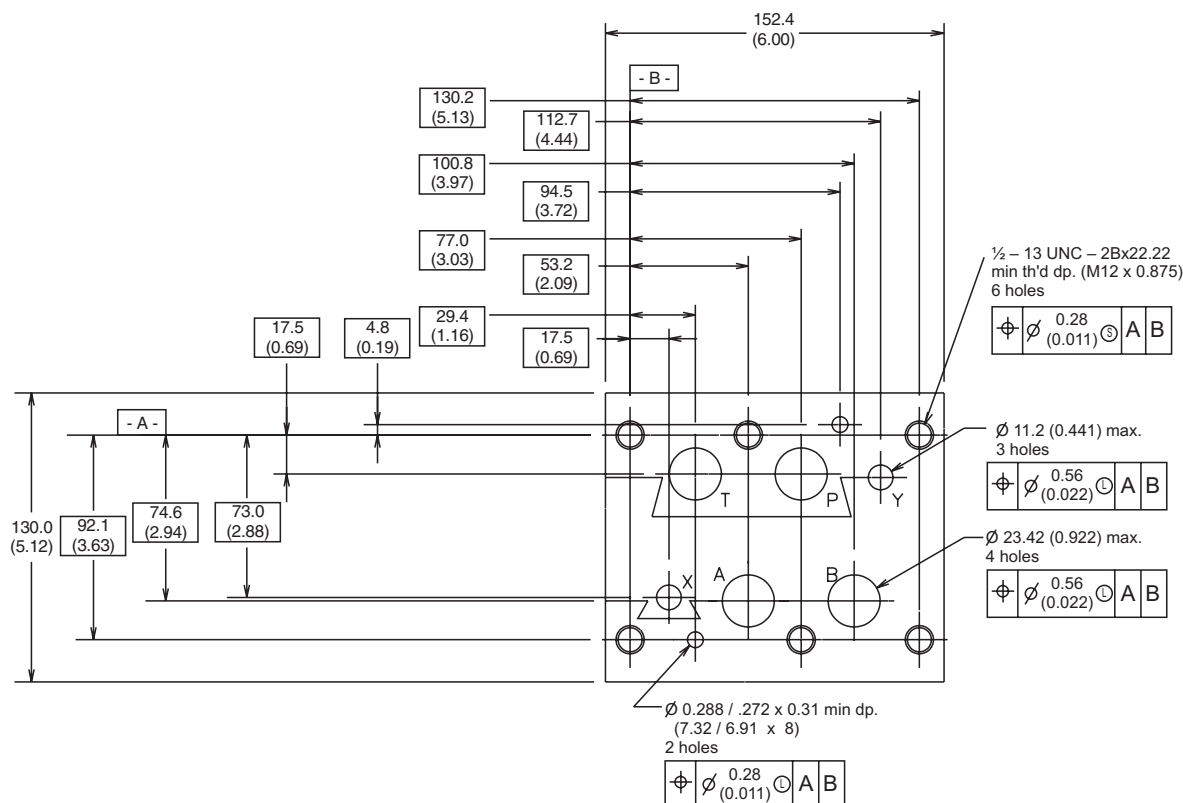 152.4
(6.00)
- B -
130.2
(5.13)
112.7
(4.44)
100.8
(3.97)
94.5
(3.72)
77.0
(3.03)
53.2
(2.09)
29.4
(1.16)
17.5
(0.69)
4.8
(0.19)
17.5
(0.69)
½ – 13 UNC – 2Bx22.22
min th'd dp. (M12 x 0.875)
6 holes
⌖ Ø 0.28 (0.011) Ⓢ A B
- A -
Ø 11.2 (0.441) max.
3 holes
⌖ Ø 0.56 (0.022) Ⓛ A B
T P Y
130.0
(5.12)
92.1
(3.63)
74.6
(2.94)
73.0
(2.88)
Ø 23.42 (0.922) max.
4 holes
⌖ Ø 0.56 (0.022) Ⓛ A B
X A B
Ø 0.288 / .272 x 0.31 min dp.
(7.32 / 6.91 x 8)
2 holes
⌖ Ø 0.28 (0.011) Ⓛ A B